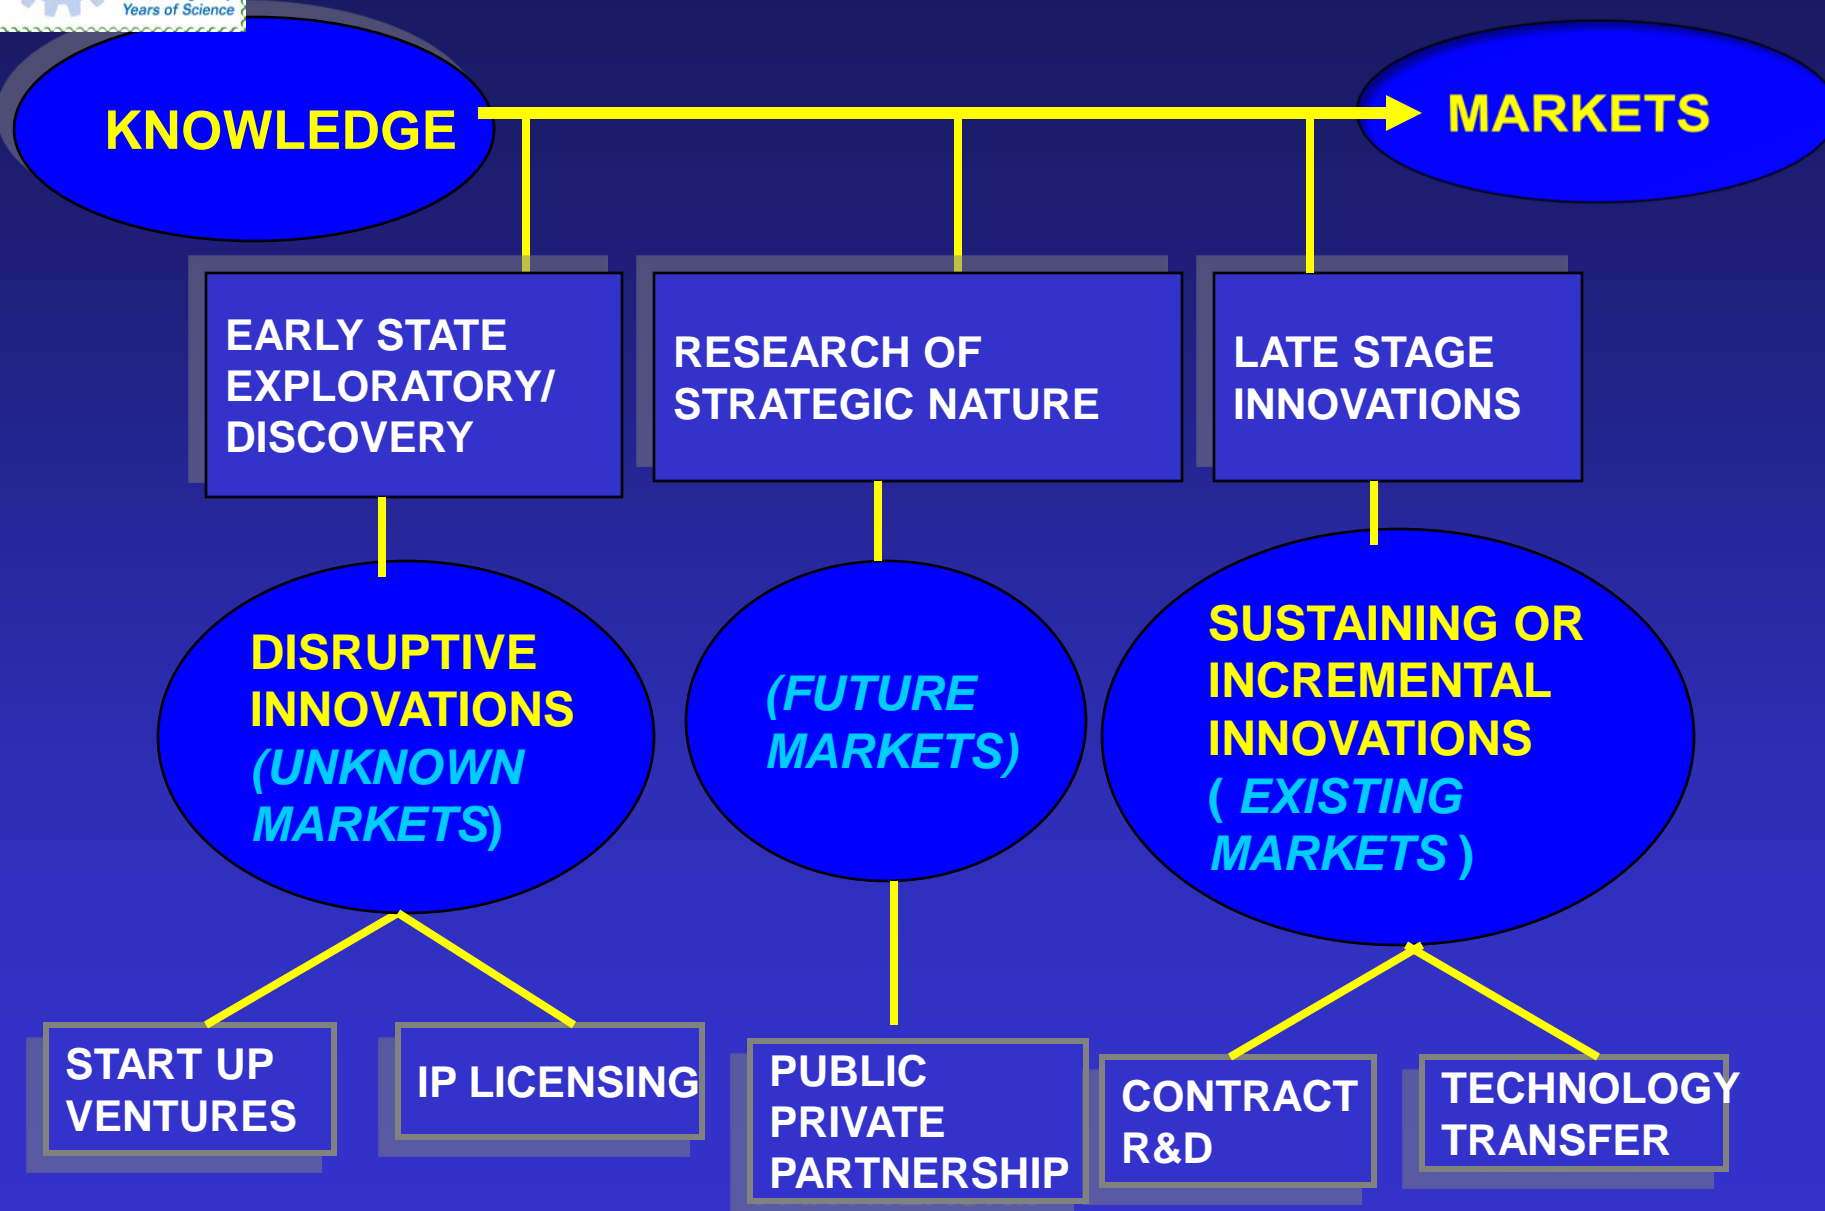 Years of Science
KNOWLEDGE
MARKETS
EARLY STATE
EXPLORATORY/
DISCOVERY
RESEARCH OF
STRATEGIC NATURE
LATE STAGE
INNOVATIONS
DISRUPTIVE
INNOVATIONS
(UNKNOWN
MARKETS)
(FUTURE
MARKETS)
SUSTAINING OR
INCREMENTAL
INNOVATIONS
( EXISTING
MARKETS )
START UP
VENTURES
IP LICENSING
PUBLIC
PRIVATE
PARTNERSHIP
CONTRACT
R&D
TECHNOLOGY
TRANSFER